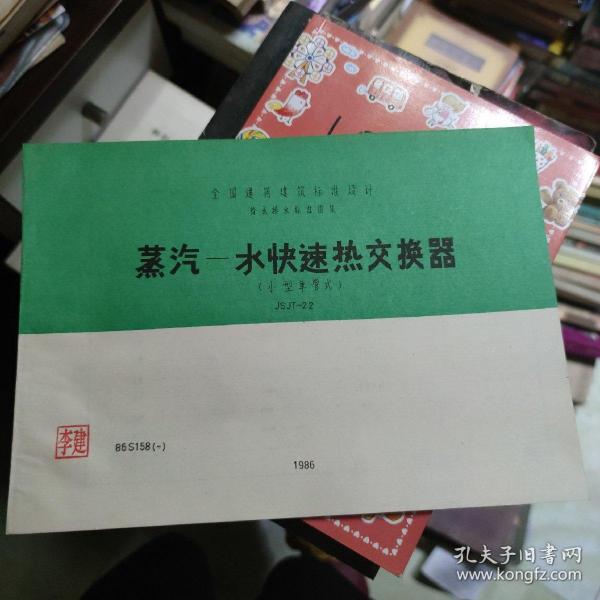 全国通用建筑标准设计
给水排水标准图集
蒸汽—水快速热交换器
(小型单管式)
JSJT-22
李建
86S158(一)
1986
孔夫子旧书网
www.kongfz.com